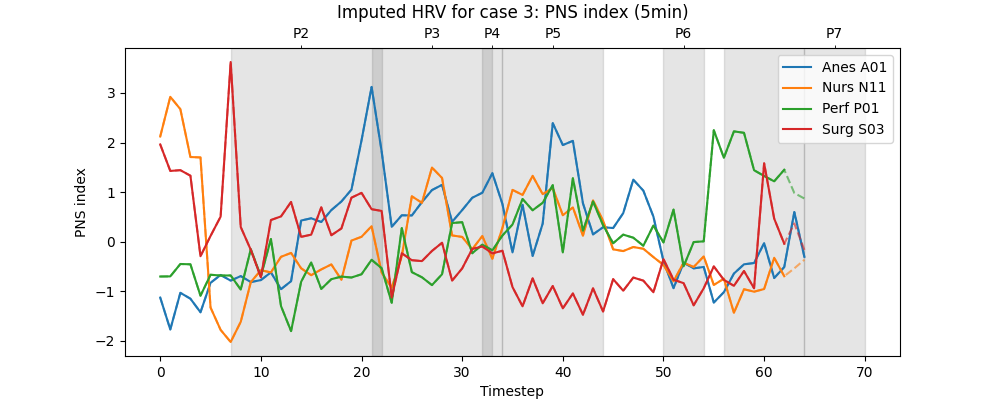 Imputed HRV for case 3: PNS index (5min)
P2 P3 P4 P5 P6 P7
Anes A01
Nurs N11
Perf P01
Surg S03
PNS index
3
2
1
0
−1
−2
0 10 20 30 40 50 60 70
Timestep